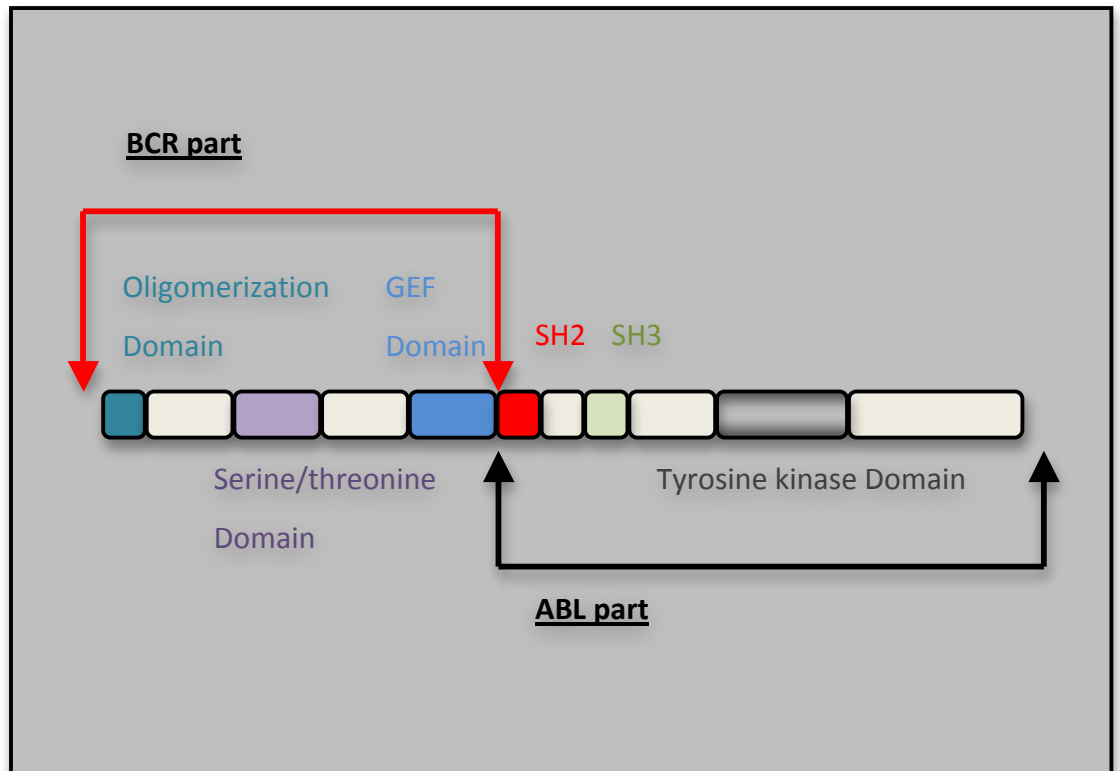 BCR part
Oligomerization
Domain
GEF
Domain
SH2
SH3
Serine/threonine
Domain
Tyrosine kinase Domain
ABL part